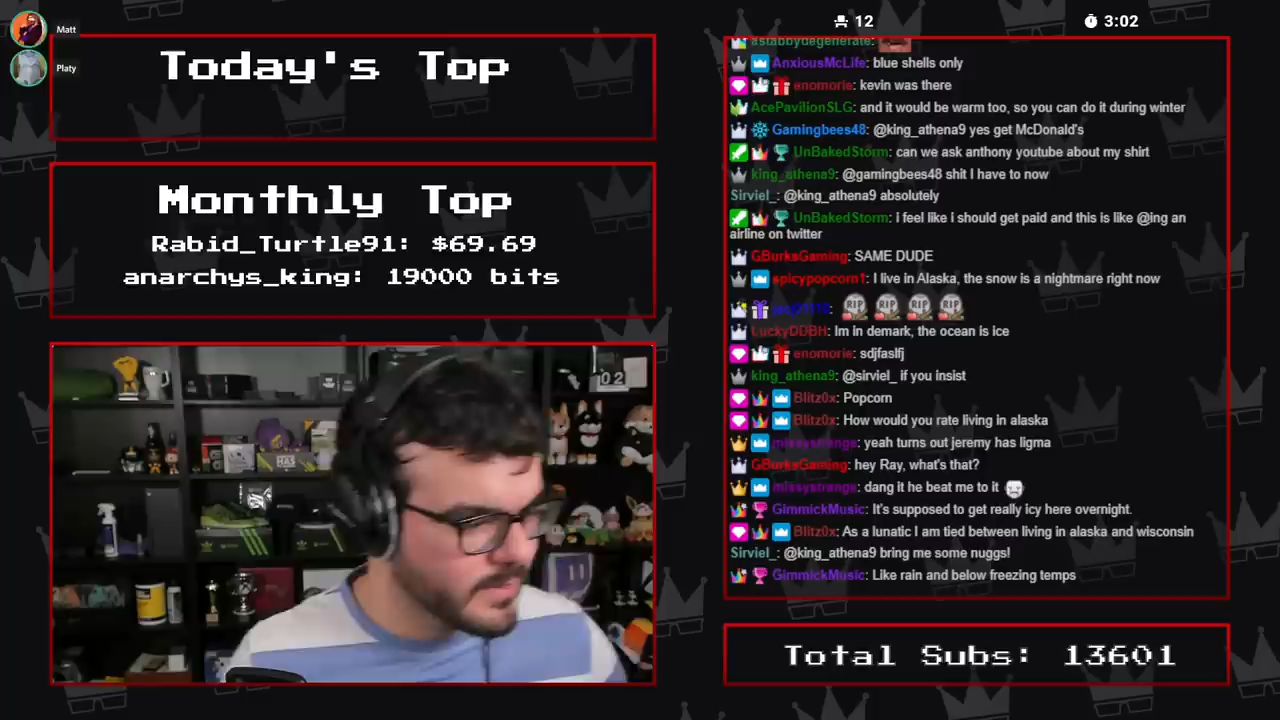 Matt
Platy
12
3:02
Today's Top
Monthly Top
Rabid_Turtle91: $69.69
anarchys_king: 19000 bits
astabbydegenerate:
AnxiousMcLife: blue shells only
enomorie: kevin was there
AcePavilionSLG: and it would be warm too, so you can do it during winter
Gamingbees48: @king_athena9 yes get McDonald's
UnBakedStorm: can we ask anthony youtube about my shirt
king_athena9: @gamingbees48 shit I have to now
Sirviel_: @king_athena9 absolutely
UnBakedStorm: I feel like i should get paid and this is like @ing an
airline on twitter
GBurksGaming: SAME DUDE
spicypopcorn1: I live in Alaska, the snow is a nightmare right now
RIP RIP RIP RIP
LuckyDDBH: Im in demark, the ocean is ice
enomorie: sdjfaslfj
king_athena9: @sirviel_ if you insist
Blitz0x: Popcorn
Blitz0x: How would you rate living in alaska
missystrange: yeah turns out jeremy has ligma
GBurksGaming: hey Ray, what's that?
missystrange: dang it he beat me to it
GimmickMusic: It's supposed to get really icy here overnight.
Blitz0x: As a lunatic I am tied between living in alaska and wisconsin
Sirviel_: @king_athena9 bring me some nuggs!
GimmickMusic: Like rain and below freezing temps
02
Total Subs: 13601